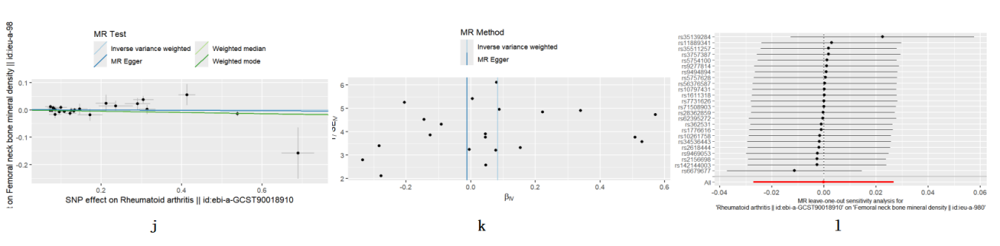 MR Test
Inverse variance weighted
Weighted median
MR Egger
Weighted mode
t on Femoral neck bone mineral density || id:ieu-a-98
0.1
0.0
-0.1
-0.2
0.2
0.4
0.6
SNP effect on Rheumatoid arthritis || id:ebi-a-GCST90018910
j
MR Method
Inverse variance weighted
MR Egger
6
5
4
3
2
-0.2
0.0
0.2
0.4
0.6
βIV
k
rs35139284
rs11889341
rs35511257
rs3757387
rs5754100
rs9277814
rs9494894
rs5757628
rs56376587
rs10797431
rs1611318
rs7731626
rs71508903
rs28362859
rs62395272
rs362531
rs1776616
rs10261758
rs34536443
rs2618444
rs9469053
rs2156698
rs142144003
rs6679677
All
-0.04
-0.02
0.00
0.02
0.04
0.06
MR leave-one-out sensitivity analysis for
'Rheumatoid arthritis || id:ebi-a-GCST90018910' on 'Femoral neck bone mineral density || id:ieu-a-980'
l